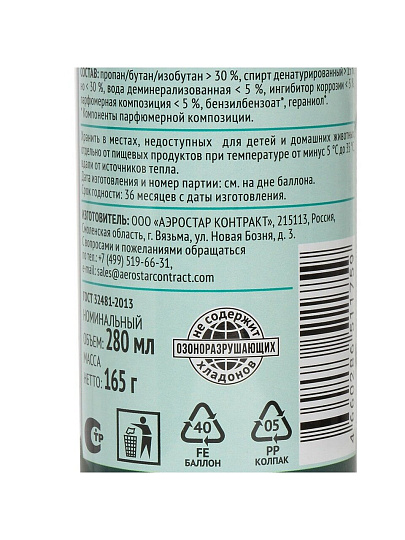 СОСТАВ: пропан/бутан/изобутан > 30 %, спирт денатурированный >
но < 30 %, вода деминерализованная < 5 %, ингибитор коррозии < 5 %
парфюмерная композиция < 5 %, бензилбензоат*, гераниол*.
*Компоненты парфюмерной композиции.
Хранить в местах, недоступных для детей и домашних животных
отдельно от пищевых продуктов при температуре от минус 5 °С до
вдали от источников тепла.
Дата изготовления и номер партии: см. на дне баллона.
Срок годности: 36 месяцев с даты изготовления.
ИЗГОТОВИТЕЛЬ: ООО «АЭРОСТАР КОНТРАКТ», 215113, Россия,
Смоленская область, г. Вязьма, ул. Новая Бозня, д. 3.
С вопросами и пожеланиями обращаться
тел.: +7 (499) 519-66-31,
e-mail: sales@aerostarcontract.com
ГОСТ 32481-2013
НОМИНАЛЬНЫЙ
ОБЪЕМ: 280 мл
МАССА
НЕТТО: 165 г
не содержит
ОЗОНОРАЗРУШАЮЩИХ
хладонов
СТР
40
FE
БАЛЛОН
05
PP
КОЛПАК